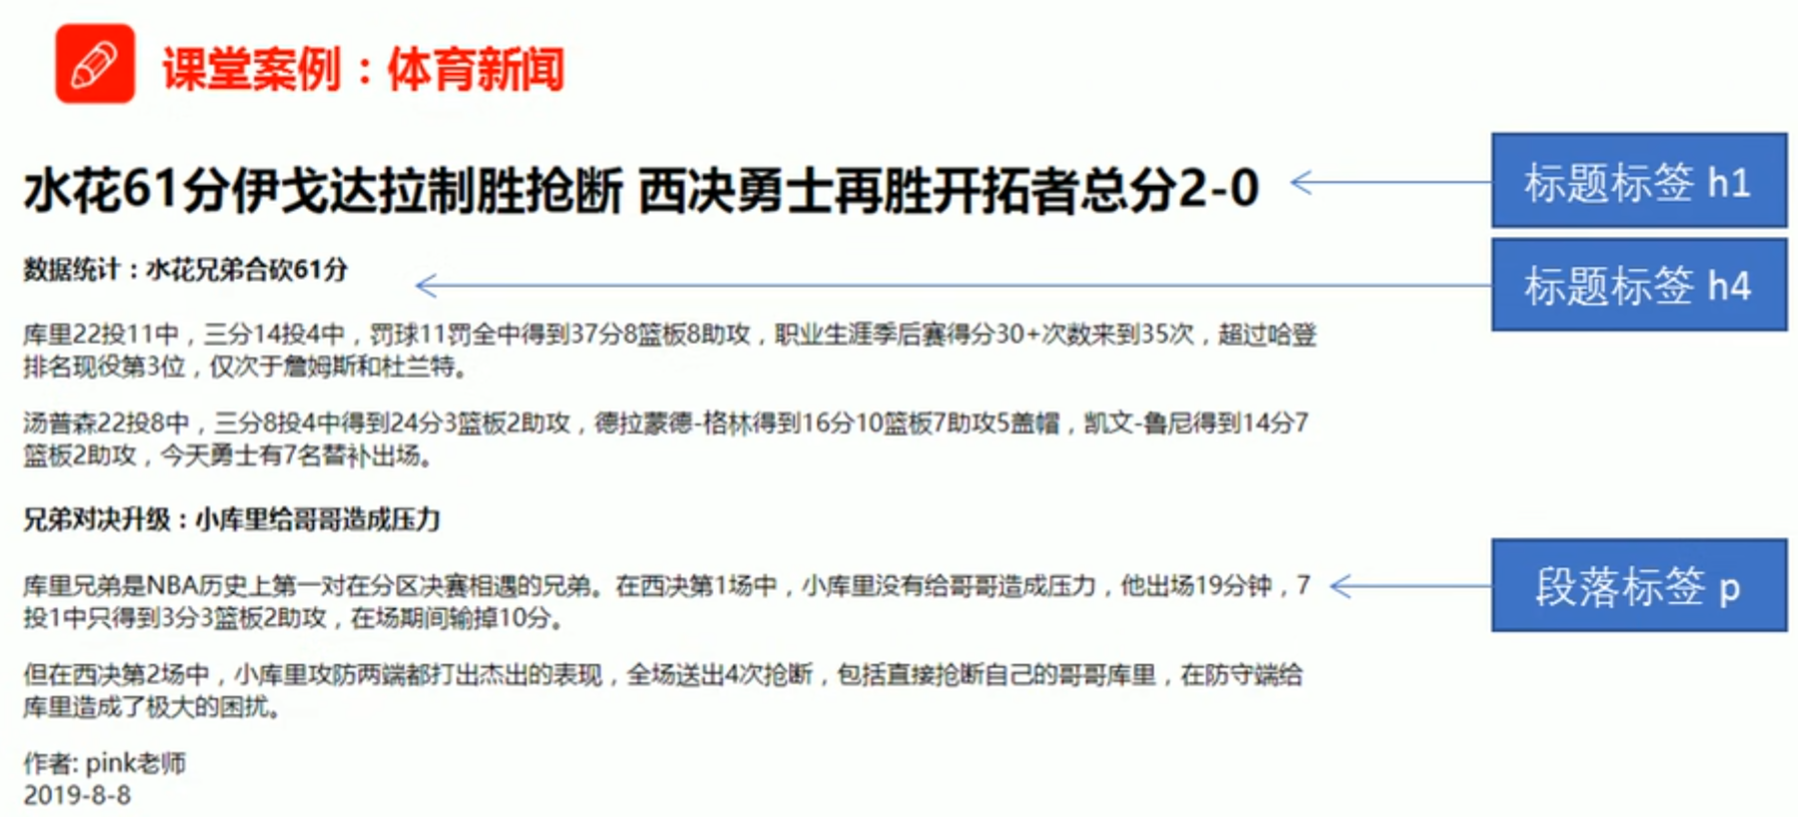 课堂案例：体育新闻
水花61分伊戈达拉制胜抢断 西决勇士再胜开拓者总分2-0
标题标签 h1
数据统计：水花兄弟合砍61分
标题标签 h4
库里22投11中，三分14投4中，罚球11罚全中得到37分8篮板8助攻，职业生涯季后赛得分30+次数来到35次，超过哈登
排名现役第3位，仅次于詹姆斯和杜兰特。
汤普森22投8中，三分8投4中得到24分3篮板2助攻，德拉蒙德-格林得到16分10篮板7助攻5盖帽，凯文-鲁尼得到14分7
篮板2助攻，今天勇士有7名替补出场。
兄弟对决升级：小库里给哥哥造成压力
库里兄弟是NBA历史上第一对在分区决赛相遇的兄弟。在西决第1场中，小库里没有给哥哥造成压力，他出场19分钟，7
投1中只得到3分3篮板2助攻，在场期间输掉10分。
段落标签 p
但在西决第2场中，小库里攻防两端都打出杰出的表现，全场送出4次抢断，包括直接抢断自己的哥哥库里，在防守端给
库里造成了极大的困扰。
作者: pink老师
2019-8-8